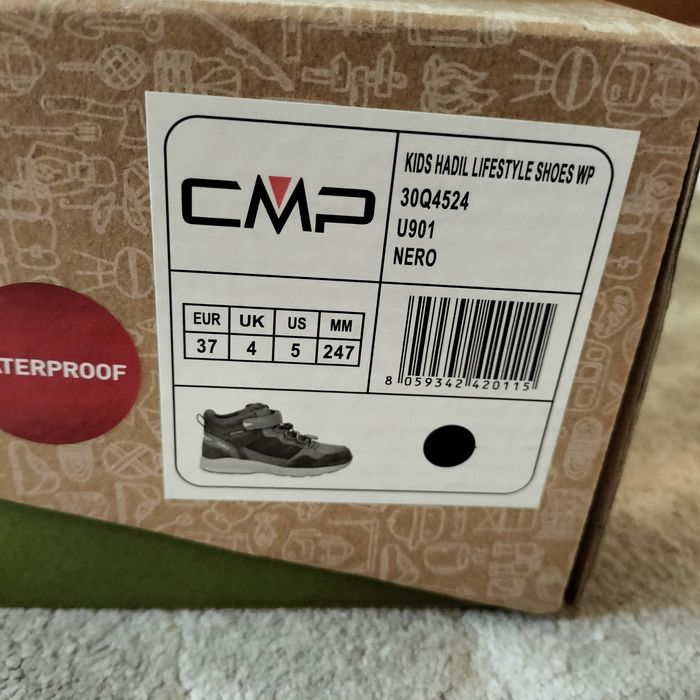 CMP
KIDS HADIL LIFESTYLE SHOES WP
30Q4524
U901
NERO
EUR UK US MM
37 4 5 247
8 059342 420115
TERPROOF